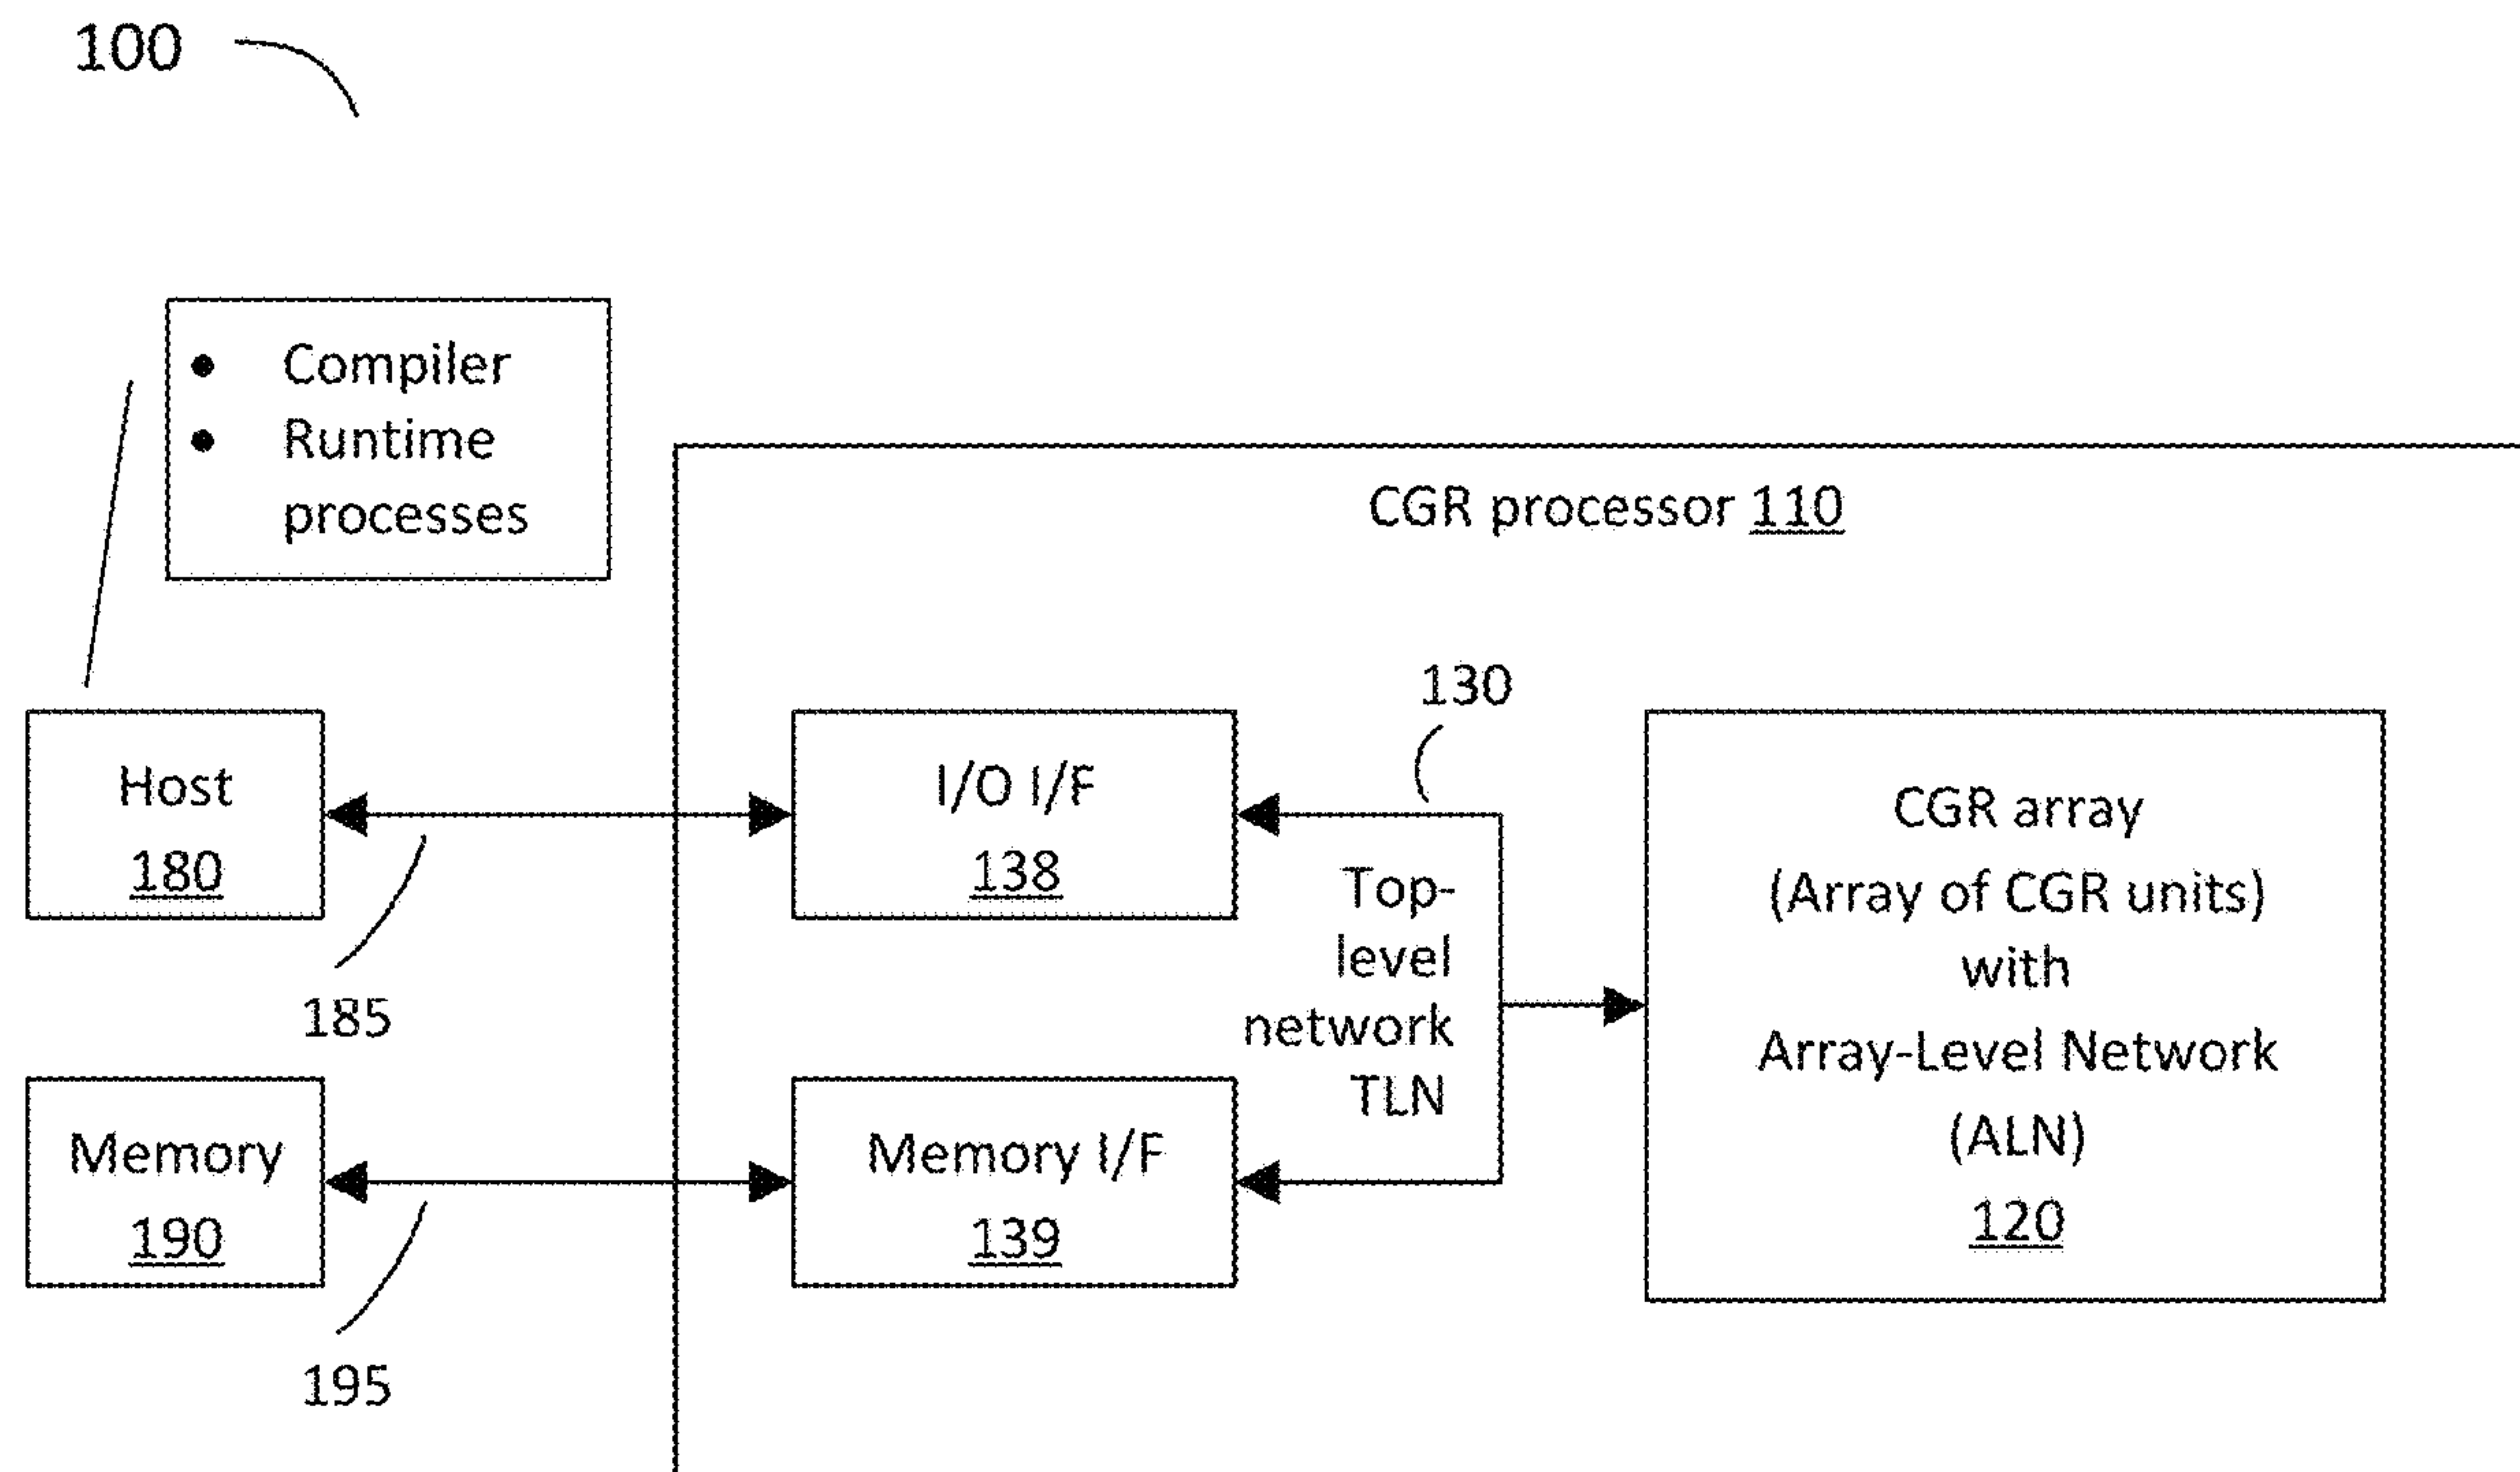 100
• Compiler
• Runtime
processes
CGR processor 110
130
Host
180
I/O I/F
138
Top-
level
network
TLN
CGR array
(Array of CGR units)
with
Array-Level Network
(ALN)
120
185
Memory
190
Memory I/F
139
195